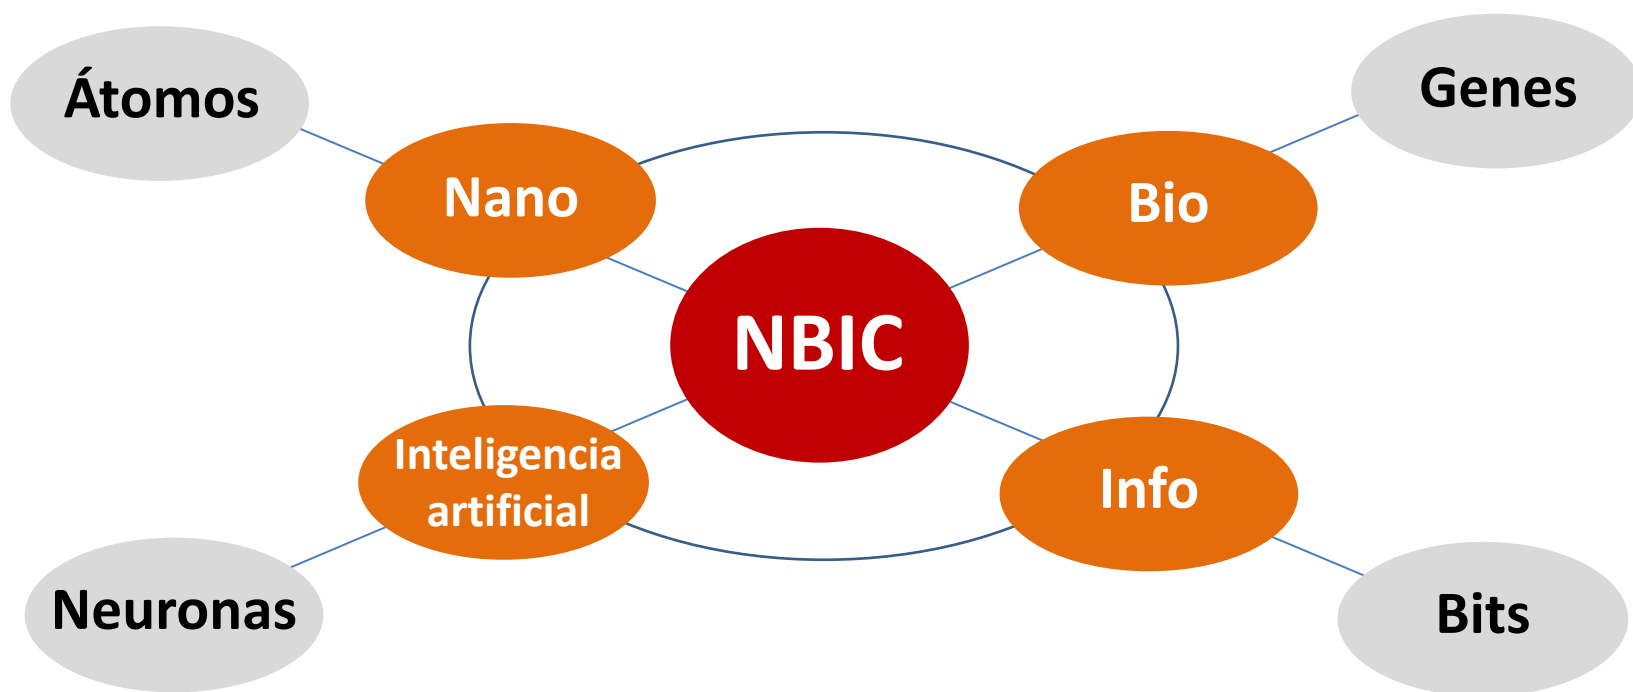 Átomos
Genes
Nano
Bio
NBIC
Inteligencia
artificial
Info
Neuronas
Bits